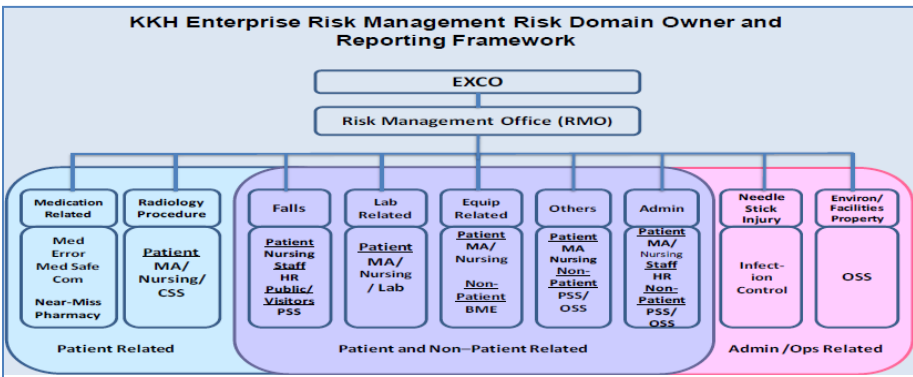 KKH Enterprise Risk Management Risk Domain Owner and
Reporting Framework
EXCO
Risk Management Office (RMO)
Medication
Related
Med
Error
Med Safe
Com
Near-Miss
Pharmacy
Radiology
Procedure
Patient
MA/
Nursing/
CSS
Falls
Patient
Nursing
Staff
HR
Public/
Visitors
PSS
Lab
Related
Patient
MA/
Nursing
/ Lab
Equip
Related
Patient
MA/
Nursing
Non-
Patient
BME
Others
Patient
MA
Nursing
Non-
Patient
PSS/
OSS
Admin
Patient
MA/
Nursing
Staff
HR
Non-
Patient
PSS/
OSS
Needle
Stick
Injury
Infect-
ion
Control
Environ/
Facilities
Property
OSS
Patient Related
Patient and Non–Patient Related
Admin /Ops Related